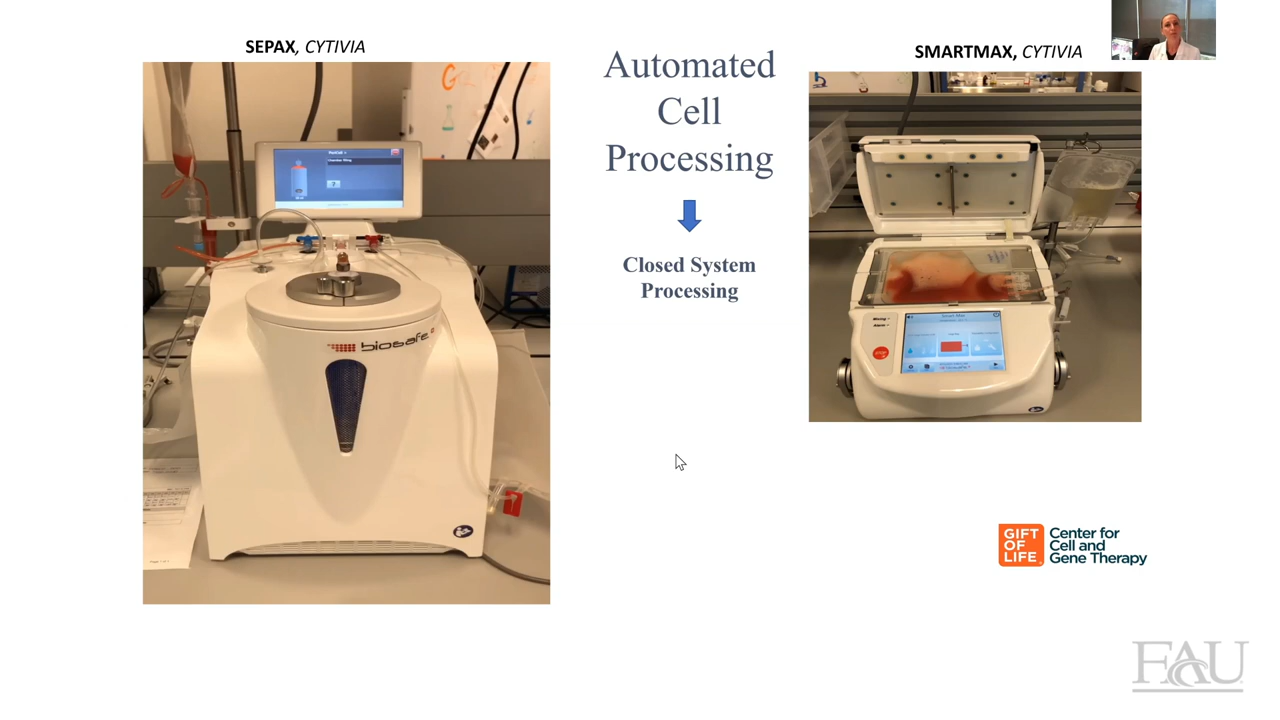 SEPAX, CYTIVIA
Automated
Cell
Processing
Closed System
Processing
SMARTMAX, CYTIVIA
biosafe
STOP
GIFT
OF
LIFE
Center for
Cell and
Gene Therapy
FAU